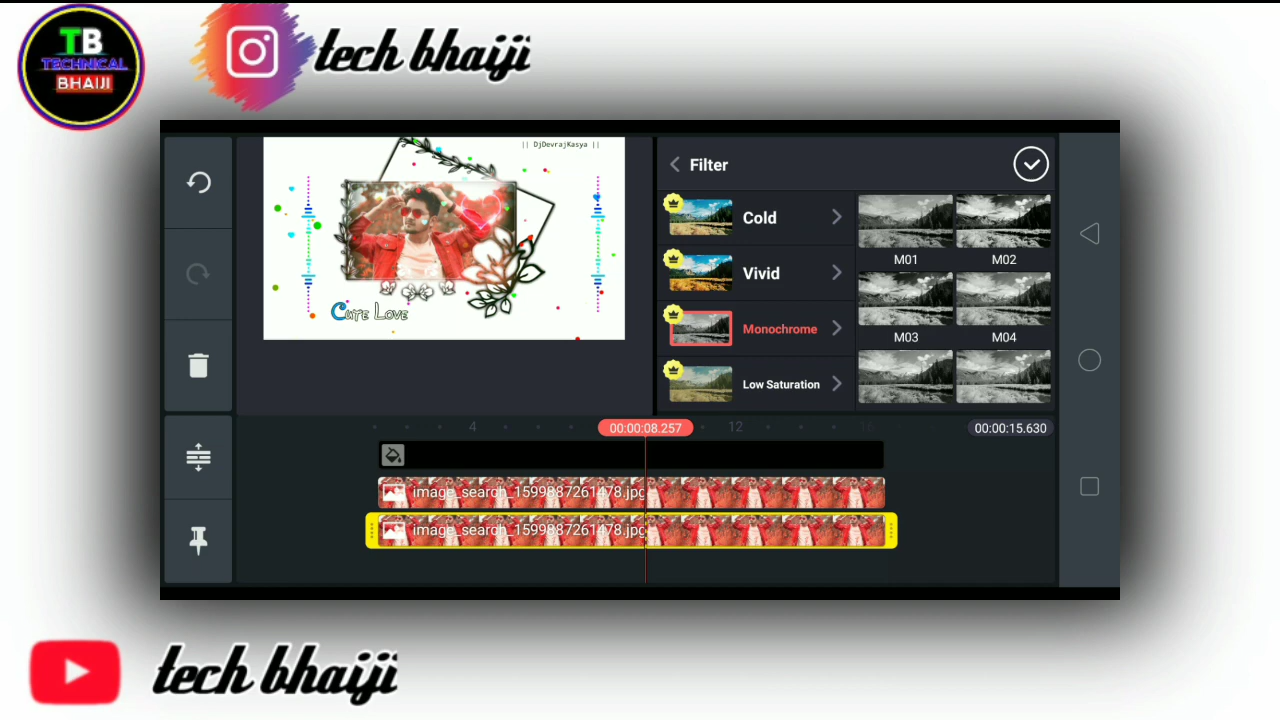 TB
TECHNICAL
BHAIJI
tech bhaiji
|| DjDevrajKasya ||
Cute Love
Filter
Cold
Vivid
Monochrome
Low Saturation
M01
M02
M03
M04
4
00:00:08.257
12
16
00:00:15.630
image_search_1599887261478.jpg
image_search_1599887261478.jpg
tech bhaiji